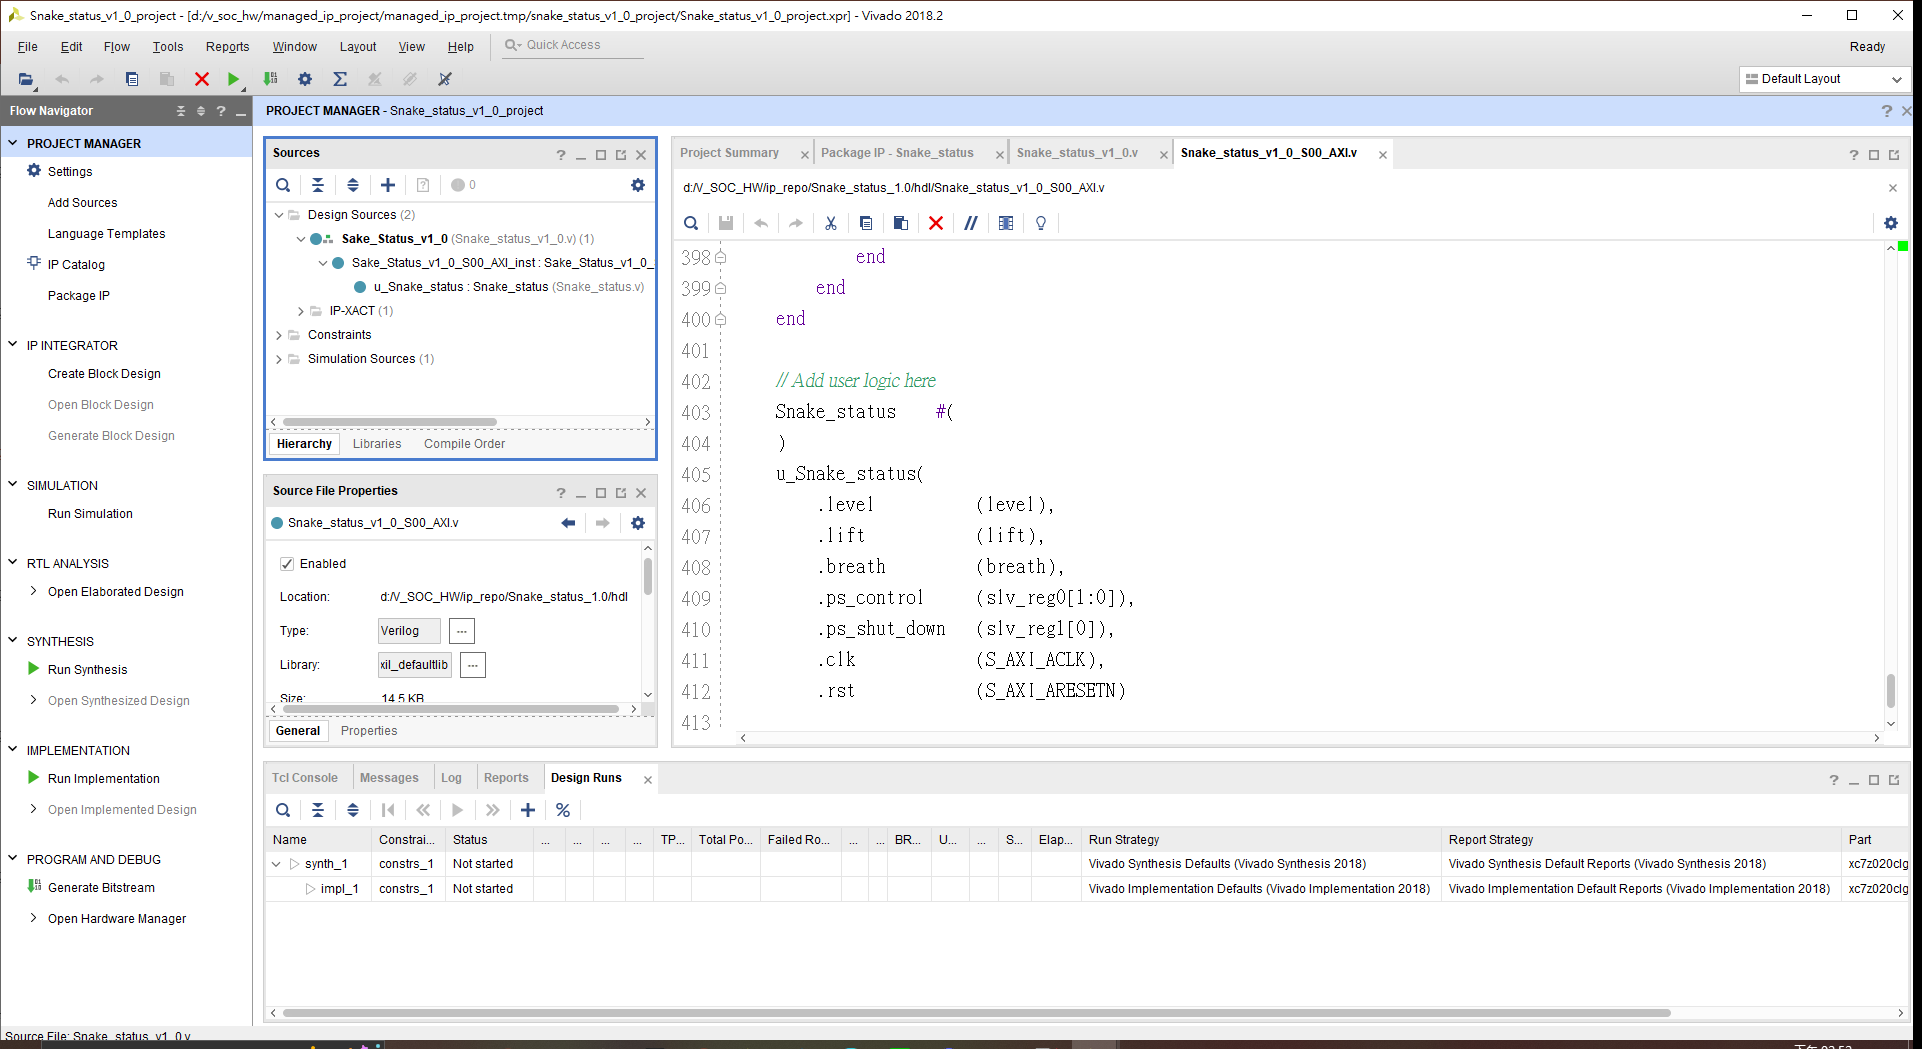 Snake_status_v1_0_project - [d:/v_soc_hw/managed_ip_project/managed_ip_project.tmp/snake_status_v1_0_project/Snake_status_v1_0_project.xpr] - Vivado 2018.2
File Edit Flow Tools Reports Window Layout View Help Quick Access
Ready
Default Layout
Flow Navigator
PROJECT MANAGER
Settings
Add Sources
Language Templates
IP Catalog
Package IP
IP INTEGRATOR
Create Block Design
Open Block Design
Generate Block Design
SIMULATION
Run Simulation
RTL ANALYSIS
Open Elaborated Design
SYNTHESIS
Run Synthesis
Open Synthesized Design
IMPLEMENTATION
Run Implementation
Open Implemented Design
PROGRAM AND DEBUG
Generate Bitstream
Open Hardware Manager
PROJECT MANAGER - Snake_status_v1_0_project
Sources
0
Design Sources (2)
Sake_Status_v1_0 (Snake_status_v1_0.v) (1)
Sake_Status_v1_0_S00_AXI_inst : Sake_Status_v1_0_
u_Snake_status : Snake_status (Snake_status.v)
IP-XACT (1)
Constraints
Simulation Sources (1)
Hierarchy Libraries Compile Order
Source File Properties
Snake_status_v1_0_S00_AXI.v
Enabled
Location: d:/V_SOC_HW/ip_repo/Snake_status_1.0/hdl
Type: Verilog ...
Library: xil_defaultlib ...
Size: 14.5 KB
General Properties
Project Summary Package IP - Snake_status Snake_status_v1_0.v Snake_status_v1_0_S00_AXI.v
d:/V_SOC_HW/ip_repo/Snake_status_1.0/hdl/Snake_status_v1_0_S00_AXI.v
398 end
399 end
400 end
401
402 // Add user logic here
403 Snake_status #(
404 )
405 u_Snake_status(
406 .level (level),
407 .lift (lift),
408 .breath (breath),
409 .ps_control (slv_reg0[1:0]),
410 .ps_shut_down (slv_reg1[0]),
411 .clk (S_AXI_ACLK),
412 .rst (S_AXI_ARESETN)
413
Tcl Console Messages Log Reports Design Runs
Name Constrai... Status ... ... ... ... TP... Total Po... Failed Ro... ... ... BR... U... ... S... Elap... Run Strategy Report Strategy Part
synth_1 constrs_1 Not started Vivado Synthesis Defaults (Vivado Synthesis 2018) Vivado Synthesis Default Reports (Vivado Synthesis 2018) xc7z020clg
impl_1 constrs_1 Not started Vivado Implementation Defaults (Vivado Implementation 2018) Vivado Implementation Default Reports (Vivado Implementation 2018) xc7z020clg
Source File: Snake_status_v1_0.v